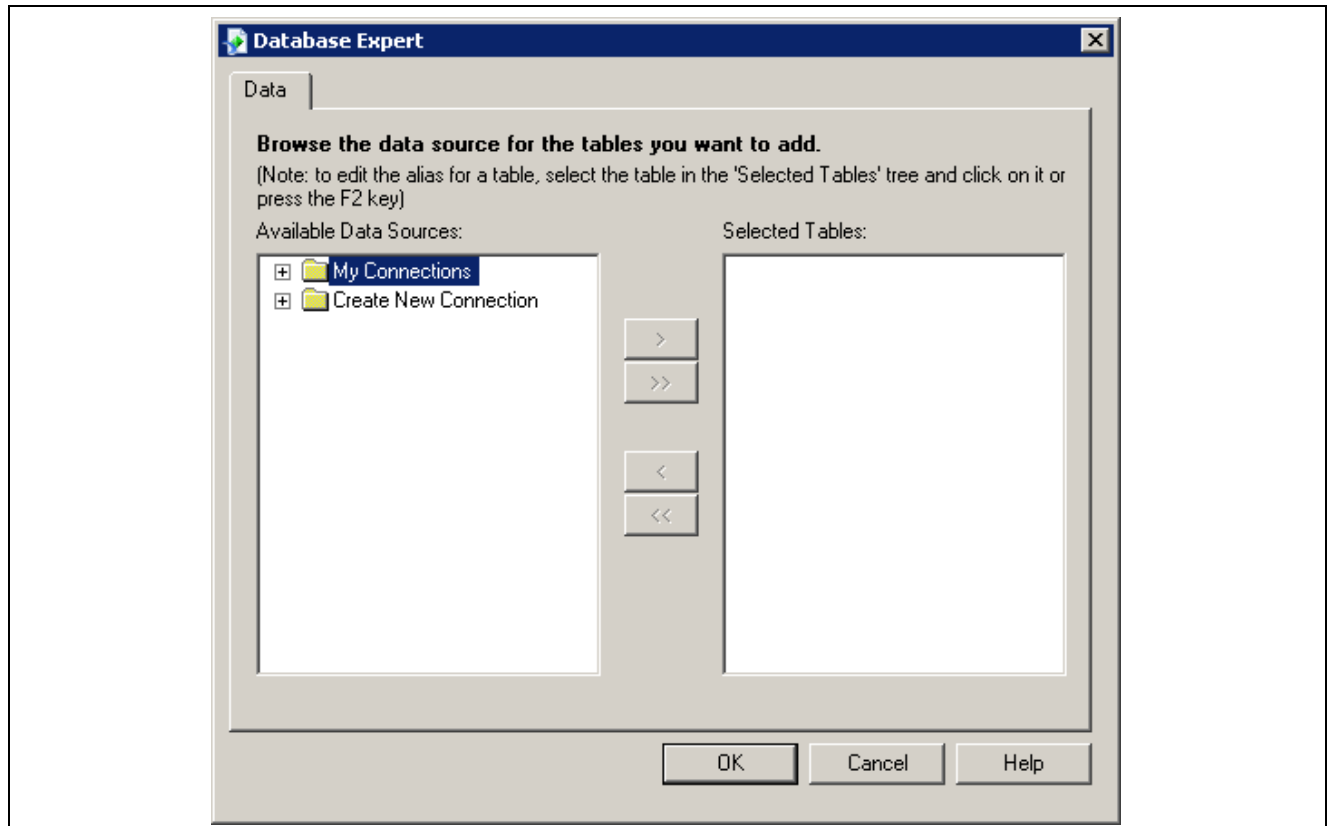 Database Expert
Data
Browse the data source for the tables you want to add.
(Note: to edit the alias for a table, select the table in the 'Selected Tables' tree and click on it or
press the F2 key)
Available Data Sources:
Selected Tables:
My Connections
Create New Connection
>
>>
<
<<
OK
Cancel
Help